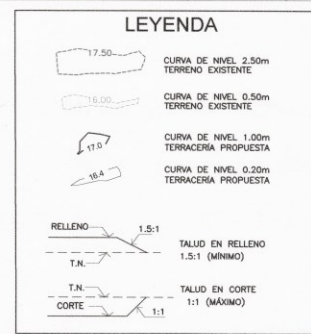 LEYENDA
17.50
CURVA DE NIVEL 2.50m
TERRENO EXISTENTE
16.00
CURVA DE NIVEL 0.50m
TERRENO EXISTENTE
17.0
CURVA DE NIVEL 1.00m
TERRACERÍA PROPUESTA
16.4
CURVA DE NIVEL 0.20m
TERRACERÍA PROPUESTA
RELLENO
1.5:1
T.N.
TALUD EN RELLENO
1.5:1 (MÍNIMO)
T.N.
CORTE
1:1
TALUD EN CORTE
1:1 (MÁXIMO)